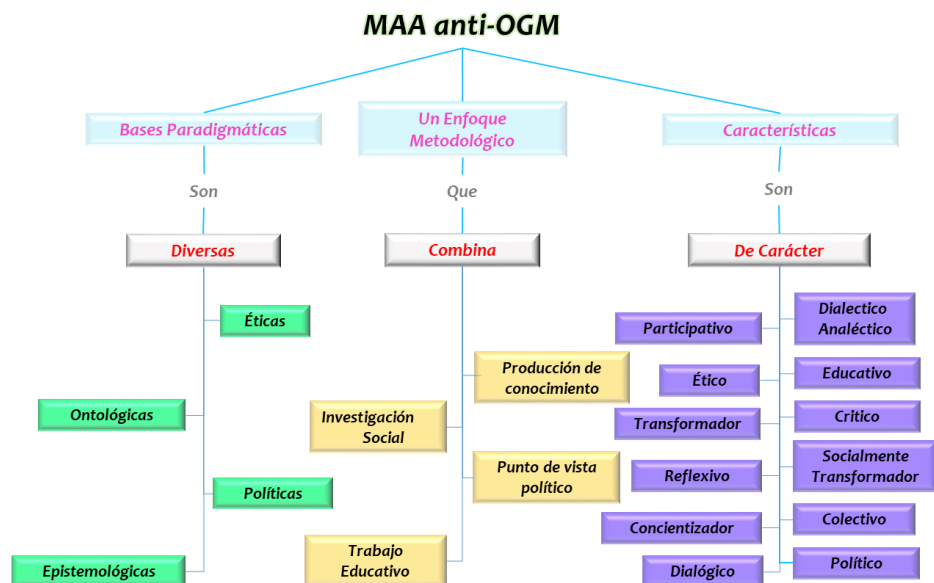 MAA anti-OGM
Bases Paradigmáticas
Son
Diversas
Éticas
Ontológicas
Políticas
Epistemológicas
Un Enfoque
Metodológico
Que
Combina
Producción de
conocimiento
Investigación
Social
Punto de vista
político
Trabajo
Educativo
Característícas
Son
De Carácter
Dialectico
Analéctico
Participativo
Educativo
Ético
Critico
Transformador
Socialmente
Transformador
Reflexivo
Colectivo
Concientizador
Político
Dialógico